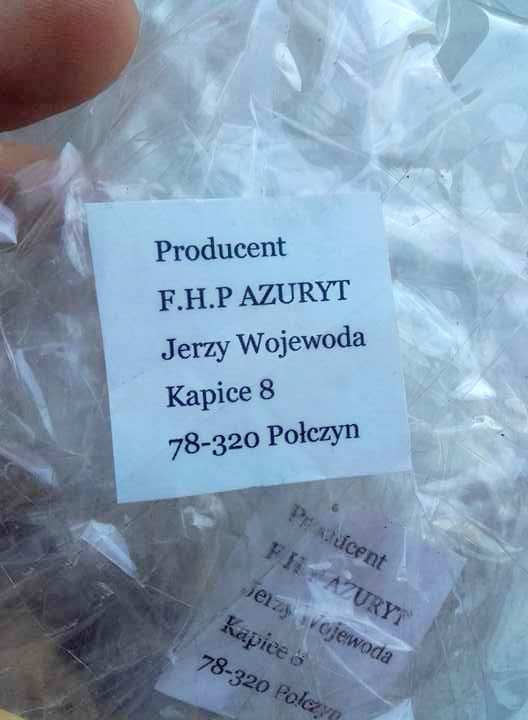 Producent
F.H.P AZURYT
Jerzy Wojewoda
Kapice 8
78-320 Połczyn
Producent
F.H.P AZURYT
Jerzy Wojewoda
Kapice 8
78-320 Połczyn